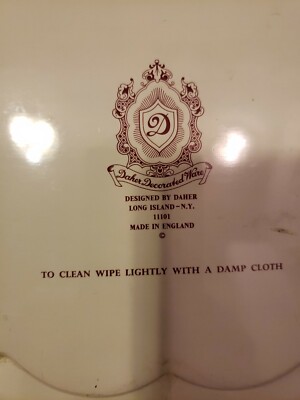 D
Daher Decorated Ware
DESIGNED BY DAHER
LONG ISLAND-N.Y.
11101
MADE IN ENGLAND
©
TO CLEAN WIPE LIGHTLY WITH A DAMP CLOTH